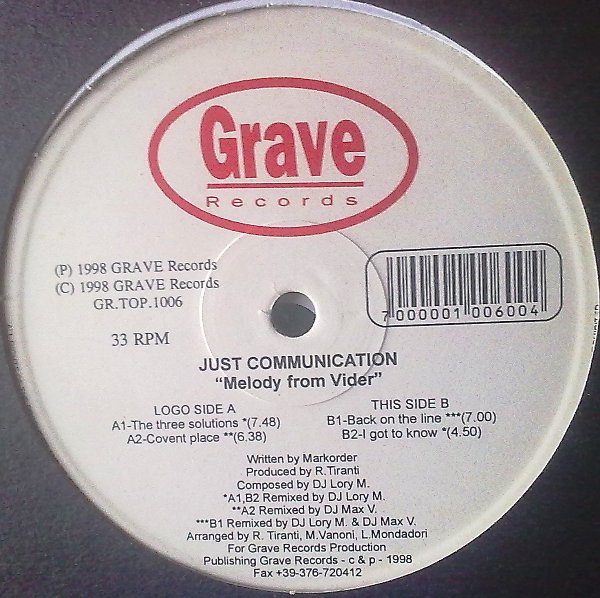 Grave
Records
(P) 1998 GRAVE Records
(C) 1998 GRAVE Records
GR.TOP.1006
33 RPM
7 000001 006004
JUST COMMUNICATION
“Melody from Vider”
LOGO SIDE A
A1-The three solutions *(7.48)
A2-Covent place **(6.38)
THIS SIDE B
B1-Back on the line ***(7.00)
B2-I got to know *(4.50)
Written by Markorder
Produced by R.Tiranti
Composed by DJ Lory M.
*A1,B2 Remixed by DJ Lory M.
**A2 Remixed by DJ Max V.
***B1 Remixed by DJ Lory M. & DJ Max V.
Arranged by R. Tiranti, M.Vanoni, L.Mondadori
For Grave Records Production
Publishing Grave Records - c & p - 1998
Fax +39-376-720412